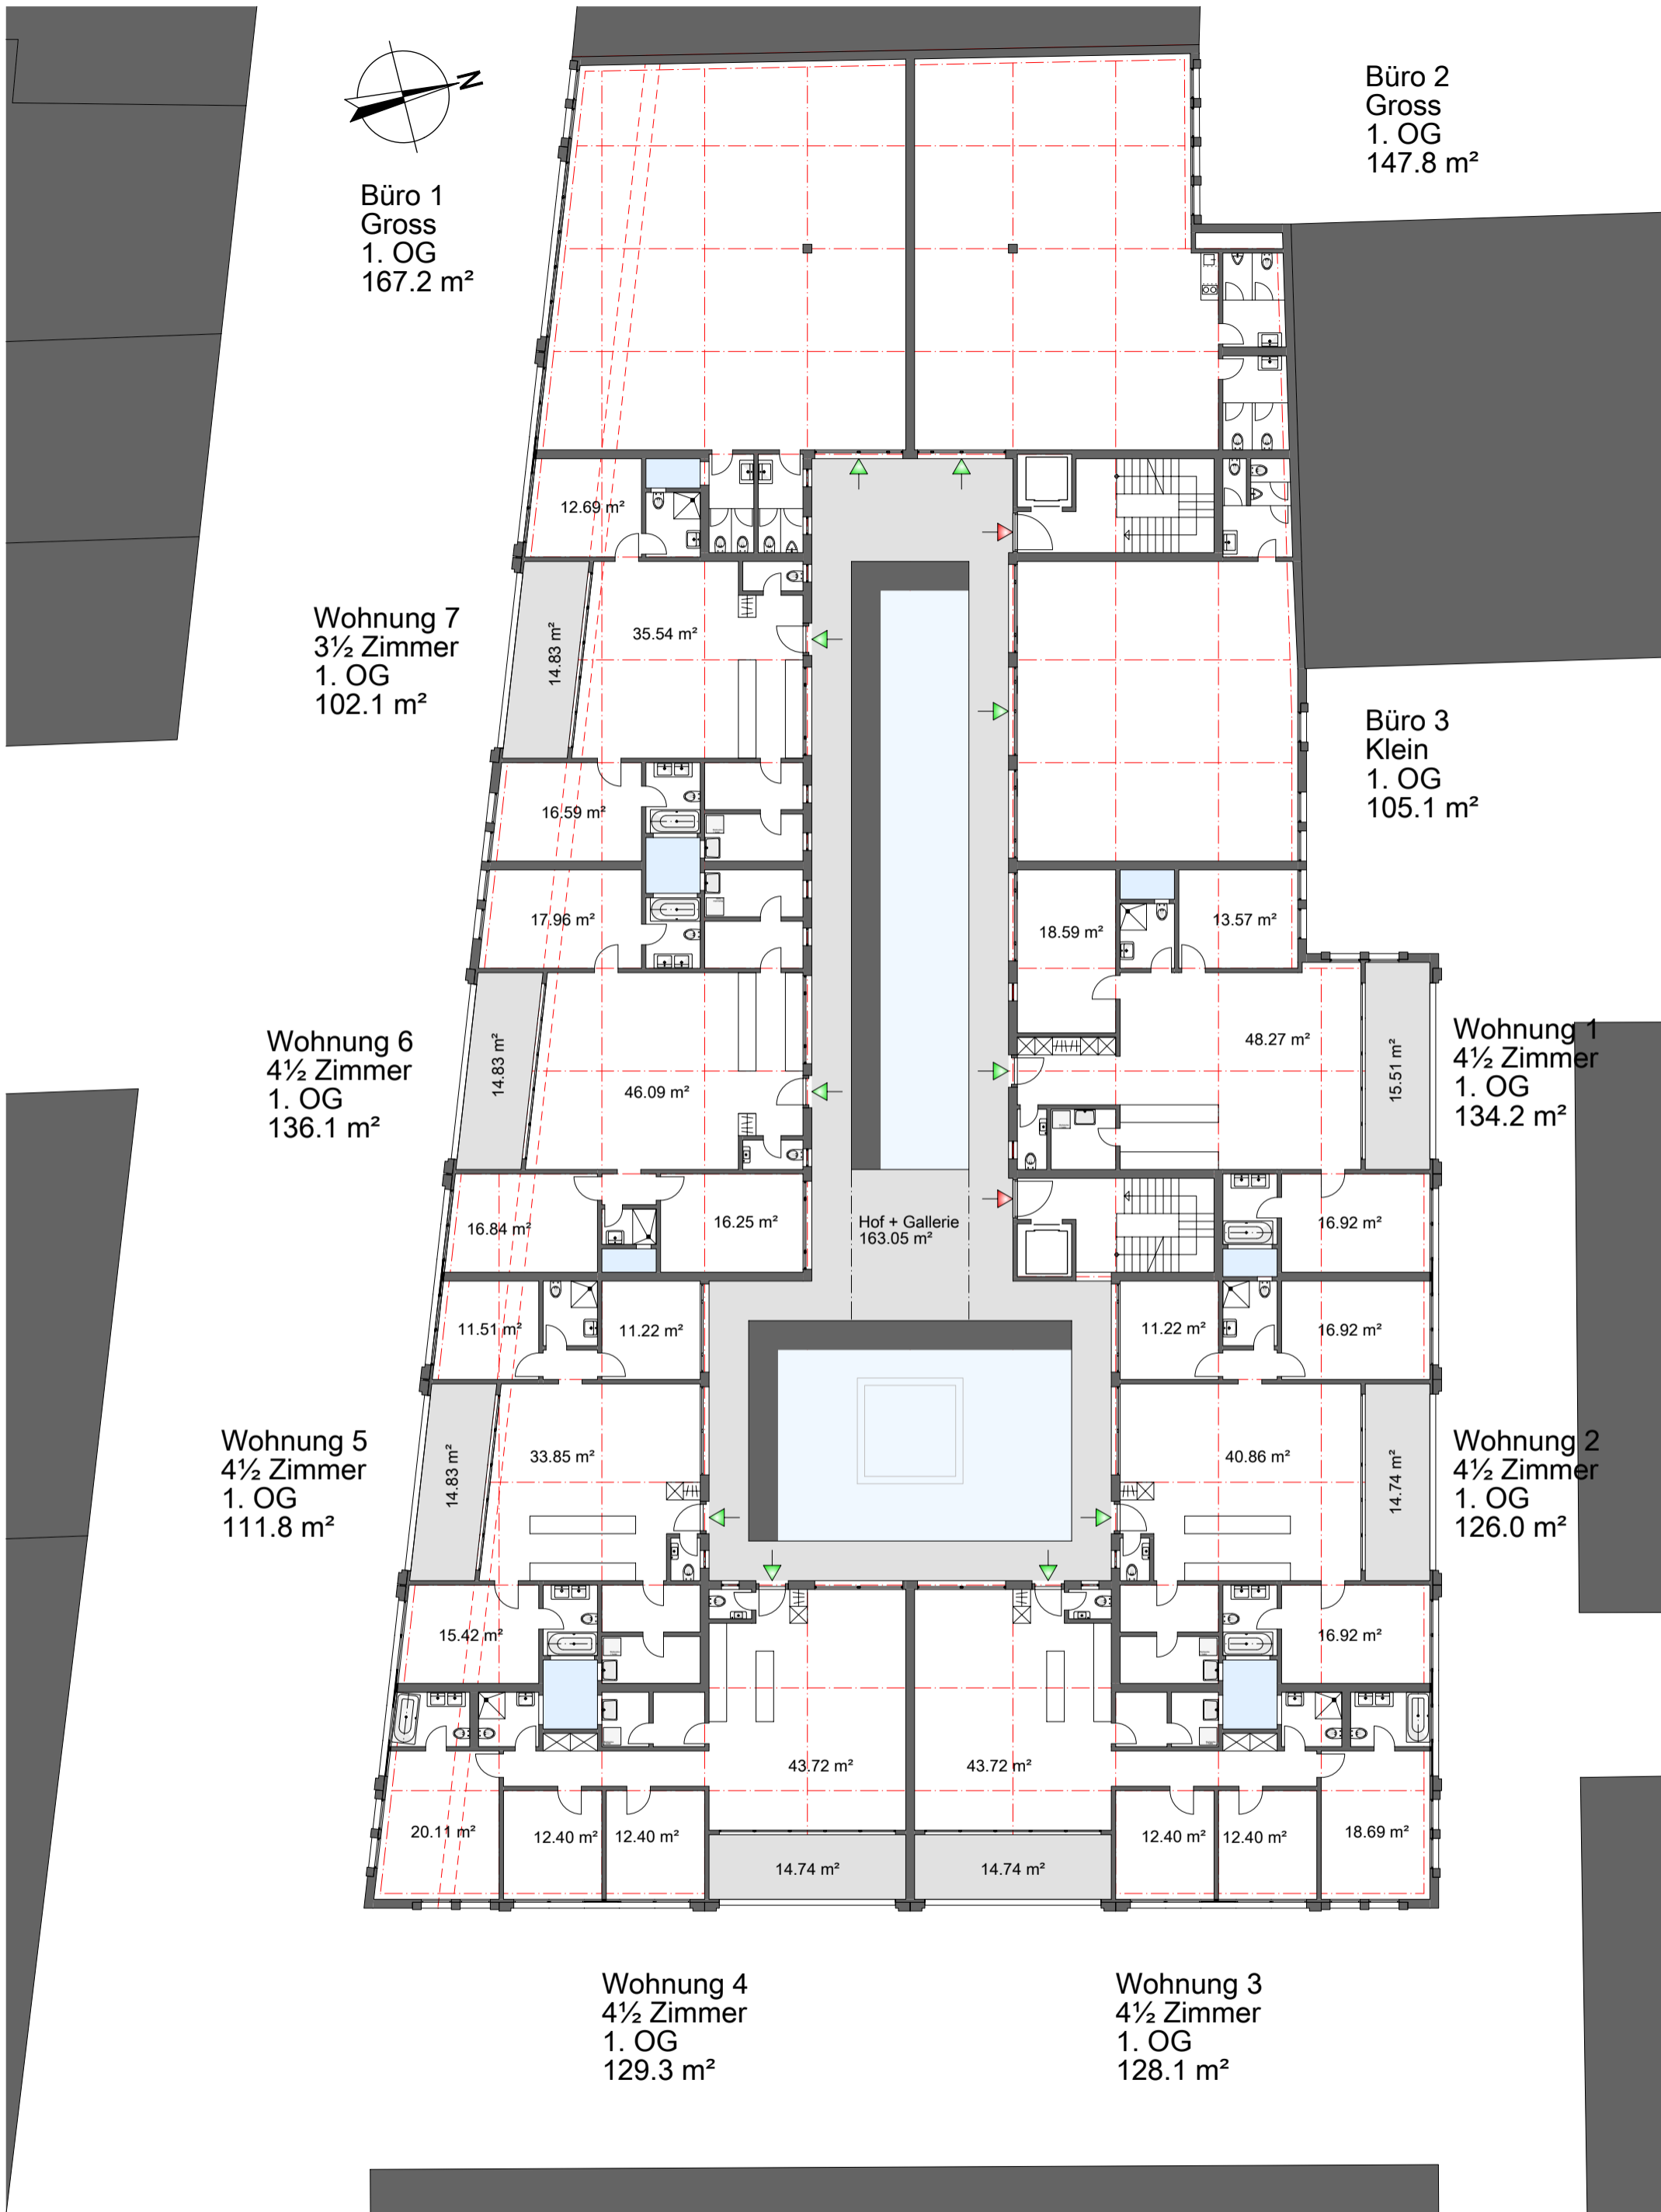 N
Büro 1
Gross
1. OG
167.2 m²
Büro 2
Gross
1. OG
147.8 m²
12.69 m²
Wohnung 7
3½ Zimmer
1. OG
102.1 m²
14.83 m²
35.54 m²
16.59 m²
Büro 3
Klein
1. OG
105.1 m²
17.96 m²
18.59 m²
13.57 m²
Wohnung 6
4½ Zimmer
1. OG
136.1 m²
14.83 m²
46.09 m²
48.27 m²
15.51 m²
Wohnung 1
4½ Zimmer
1. OG
134.2 m²
16.84 m²
16.25 m²
Hof + Gallerie
163.05 m²
16.92 m²
11.51 m²
11.22 m²
11.22 m²
16.92 m²
Wohnung 5
4½ Zimmer
1. OG
111.8 m²
14.83 m²
33.85 m²
40.86 m²
14.74 m²
Wohnung 2
4½ Zimmer
1. OG
126.0 m²
15.42 m²
16.92 m²
43.72 m²
43.72 m²
20.11 m²
12.40 m²
12.40 m²
12.40 m²
12.40 m²
18.69 m²
14.74 m²
14.74 m²
Wohnung 4
4½ Zimmer
1. OG
129.3 m²
Wohnung 3
4½ Zimmer
1. OG
128.1 m²